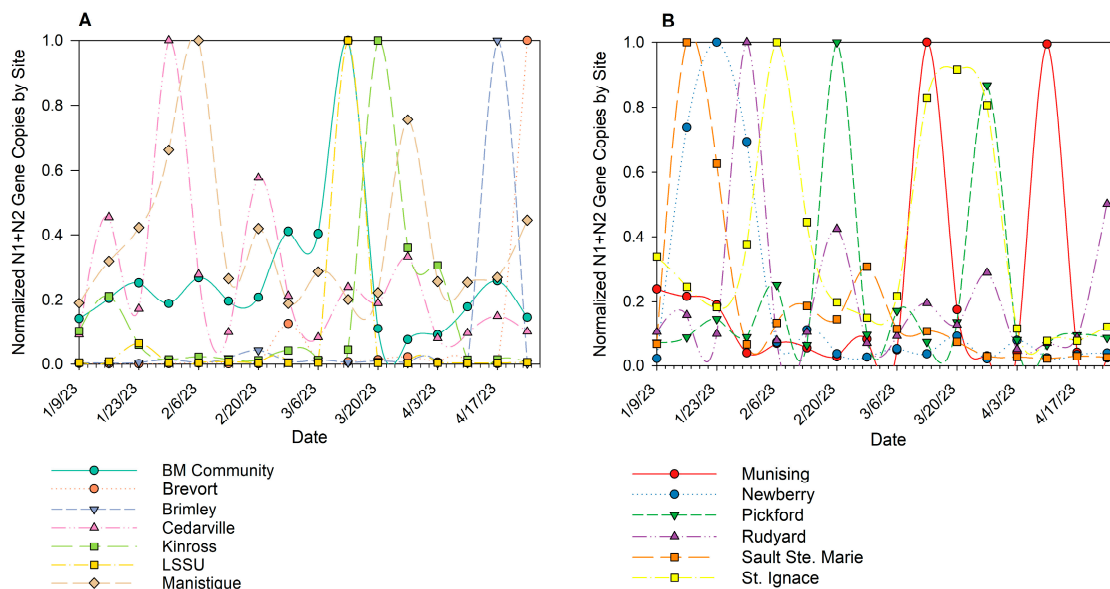 A
Normalized N1+N2 Gene Copies by Site
1.0
0.8
0.6
0.4
0.2
0.0
1/9/23
1/23/23
2/6/23
2/20/23
3/6/23
3/20/23
4/3/23
4/17/23
Date
BM Community
Brevort
Brimley
Cedarville
Kinross
LSSU
Manistique
B
Normalized N1+N2 Gene Copies by Site
1.0
0.8
0.6
0.4
0.2
0.0
1/9/23
1/23/23
2/6/23
2/20/23
3/6/23
3/20/23
4/3/23
4/17/23
Date
Munising
Newberry
Pickford
Rudyard
Sault Ste. Marie
St. Ignace